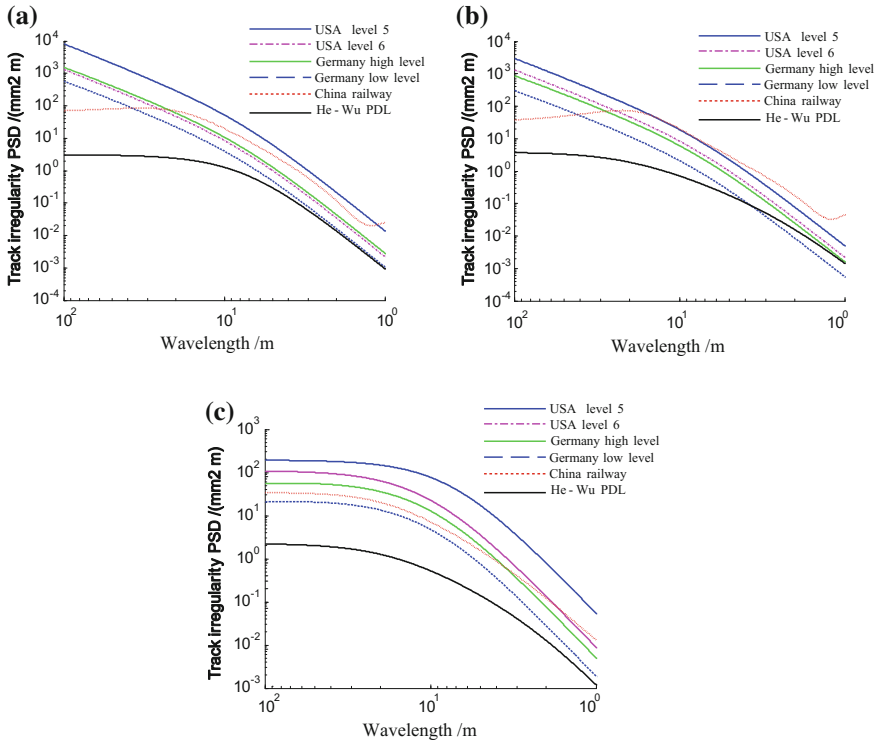 (a)
USA level 5
USA level 6
Germany high level
Germany low level
China railway
He - Wu PDL
Track irregularity PSD /(mm2 m)
10^4
10^3
10^2
10^1
10^0
10^-1
10^-2
10^-3
10^-4
10^2
10^1
10^0
Wavelength /m
(b)
USA level 5
USA level 6
Germany high level
Germany low level
China railway
He - Wu PDL
Track irregularity PSD /(mm2 m)
10^4
10^3
10^2
10^1
10^0
10^-1
10^-2
10^-3
10^-4
10^2
10^1
10^0
Wavelength /m
(c)
USA level 5
USA level 6
Germany high level
Germany low level
China railway
He - Wu PDL
Track irregularity PSD /(mm2 m)
10^3
10^2
10^1
10^0
10^-1
10^-2
10^-3
10^2
10^1
10^0
Wavelength /m